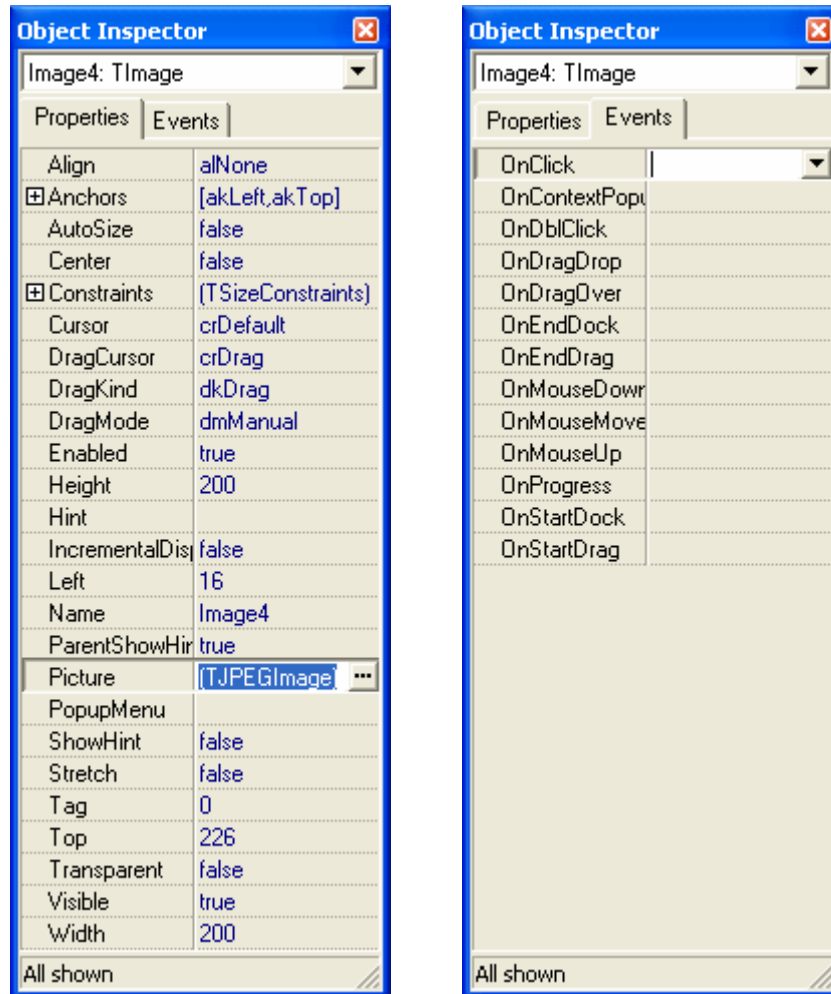 Object Inspector
Image4: TImage
Properties Events
Align alNone
Anchors [akLeft,akTop]
AutoSize false
Center false
Constraints (TSizeConstraints)
Cursor crDefault
DragCursor crDrag
DragKind dkDrag
DragMode dmManual
Enabled true
Height 200
Hint
IncrementalDisp false
Left 16
Name Image4
ParentShowHin true
Picture (TJPEGImage) ...
PopupMenu
ShowHint false
Stretch false
Tag 0
Top 226
Transparent false
Visible true
Width 200
All shown
Object Inspector
Image4: TImage
Properties Events
OnClick
OnContextPopu
OnDblClick
OnDragDrop
OnDragOver
OnEndDock
OnEndDrag
OnMouseDown
OnMouseMove
OnMouseUp
OnProgress
OnStartDock
OnStartDrag
All shown